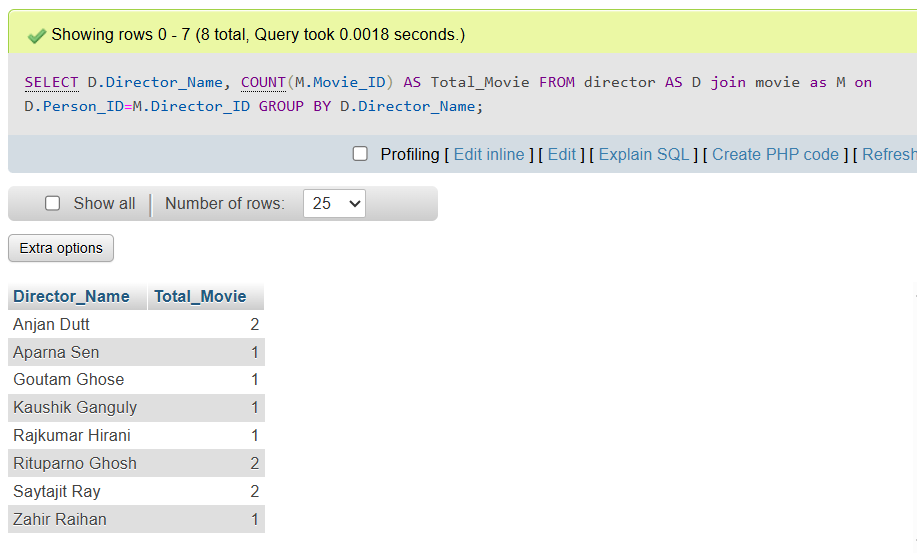 Showing rows 0 - 7 (8 total, Query took 0.0018 seconds.)
SELECT D.Director_Name, COUNT(M.Movie_ID) AS Total_Movie FROM director AS D join movie as M on
D.Person_ID=M.Director_ID GROUP BY D.Director_Name;
Profiling [ Edit inline ] [ Edit ] [ Explain SQL ] [ Create PHP code ] [ Refresh
Show all Number of rows: 25
Extra options
Director_Name Total_Movie
Anjan Dutt 2
Aparna Sen 1
Goutam Ghose 1
Kaushik Ganguly 1
Rajkumar Hirani 1
Rituparno Ghosh 2
Saytajit Ray 2
Zahir Raihan 1